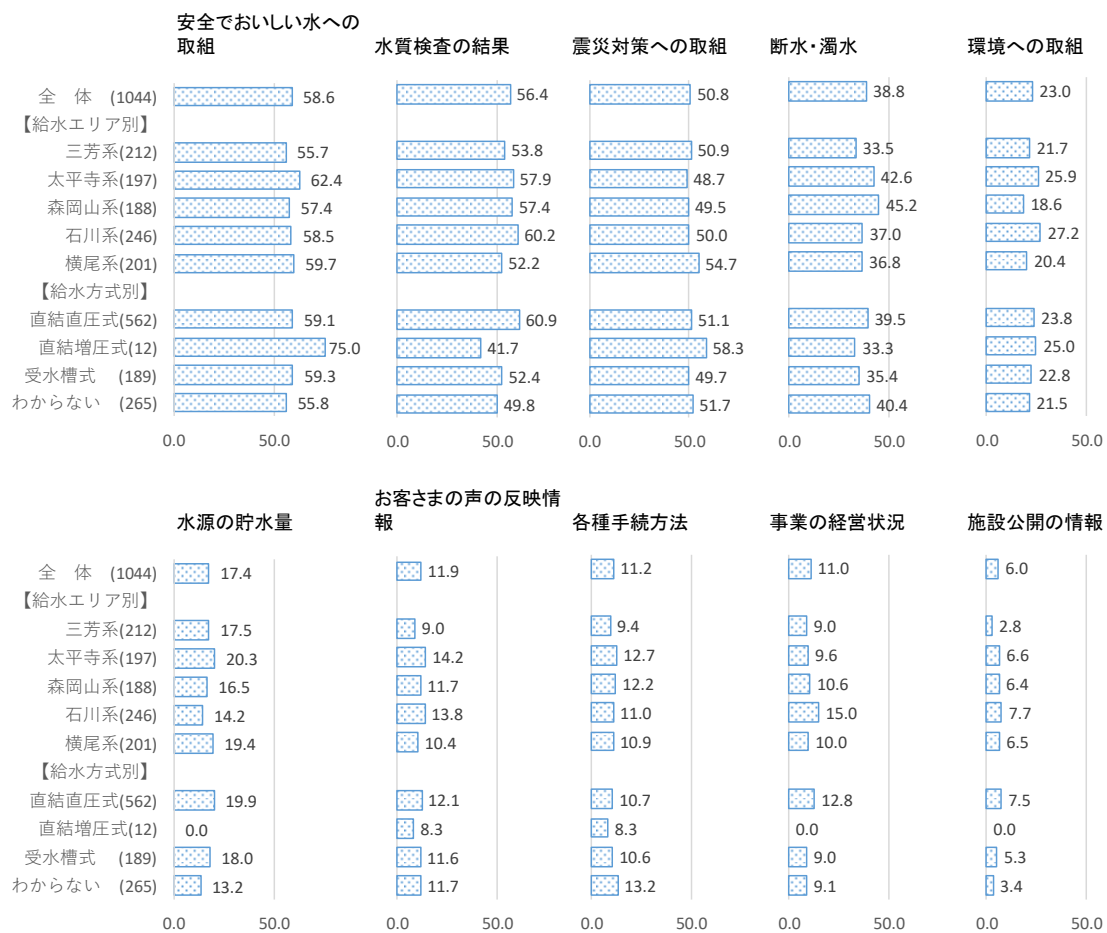 安全でおいしい水への
取組
水質検査の結果
震災対策への取組
断水・濁水
環境への取組
全　体　(1044) 58.6 56.4 50.8 38.8 23.0
【給水エリア別】
三芳系(212) 55.7 53.8 50.9 33.5 21.7
太平寺系(197) 62.4 57.9 48.7 42.6 25.9
森岡山系(188) 57.4 57.4 49.5 45.2 18.6
石川系(246) 58.5 60.2 50.0 37.0 27.2
横尾系(201) 59.7 52.2 54.7 36.8 20.4
【給水方式別】
直結直圧式(562) 59.1 60.9 51.1 39.5 23.8
直結増圧式(12) 75.0 41.7 58.3 33.3 25.0
受水槽式　(189) 59.3 52.4 49.7 35.4 22.8
わからない (265) 55.8 49.8 51.7 40.4 21.5
0.0 50.0 0.0 50.0 0.0 50.0 0.0 50.0 0.0 50.0
水源の貯水量
お客さまの声の反映情
報
各種手続方法
事業の経営状況
施設公開の情報
全　体　(1044) 17.4 11.9 11.2 11.0 6.0
【給水エリア別】
三芳系(212) 17.5 9.0 9.4 9.0 2.8
太平寺系(197) 20.3 14.2 12.7 9.6 6.6
森岡山系(188) 16.5 11.7 12.2 10.6 6.4
石川系(246) 14.2 13.8 11.0 15.0 7.7
横尾系(201) 19.4 10.4 10.9 10.0 6.5
【給水方式別】
直結直圧式(562) 19.9 12.1 10.7 12.8 7.5
直結増圧式(12) 0.0 8.3 8.3 0.0 0.0
受水槽式　(189) 18.0 11.6 10.6 9.0 5.3
わからない (265) 13.2 11.7 13.2 9.1 3.4
0.0 50.0 0.0 50.0 0.0 50.0 0.0 50.0 0.0 50.0